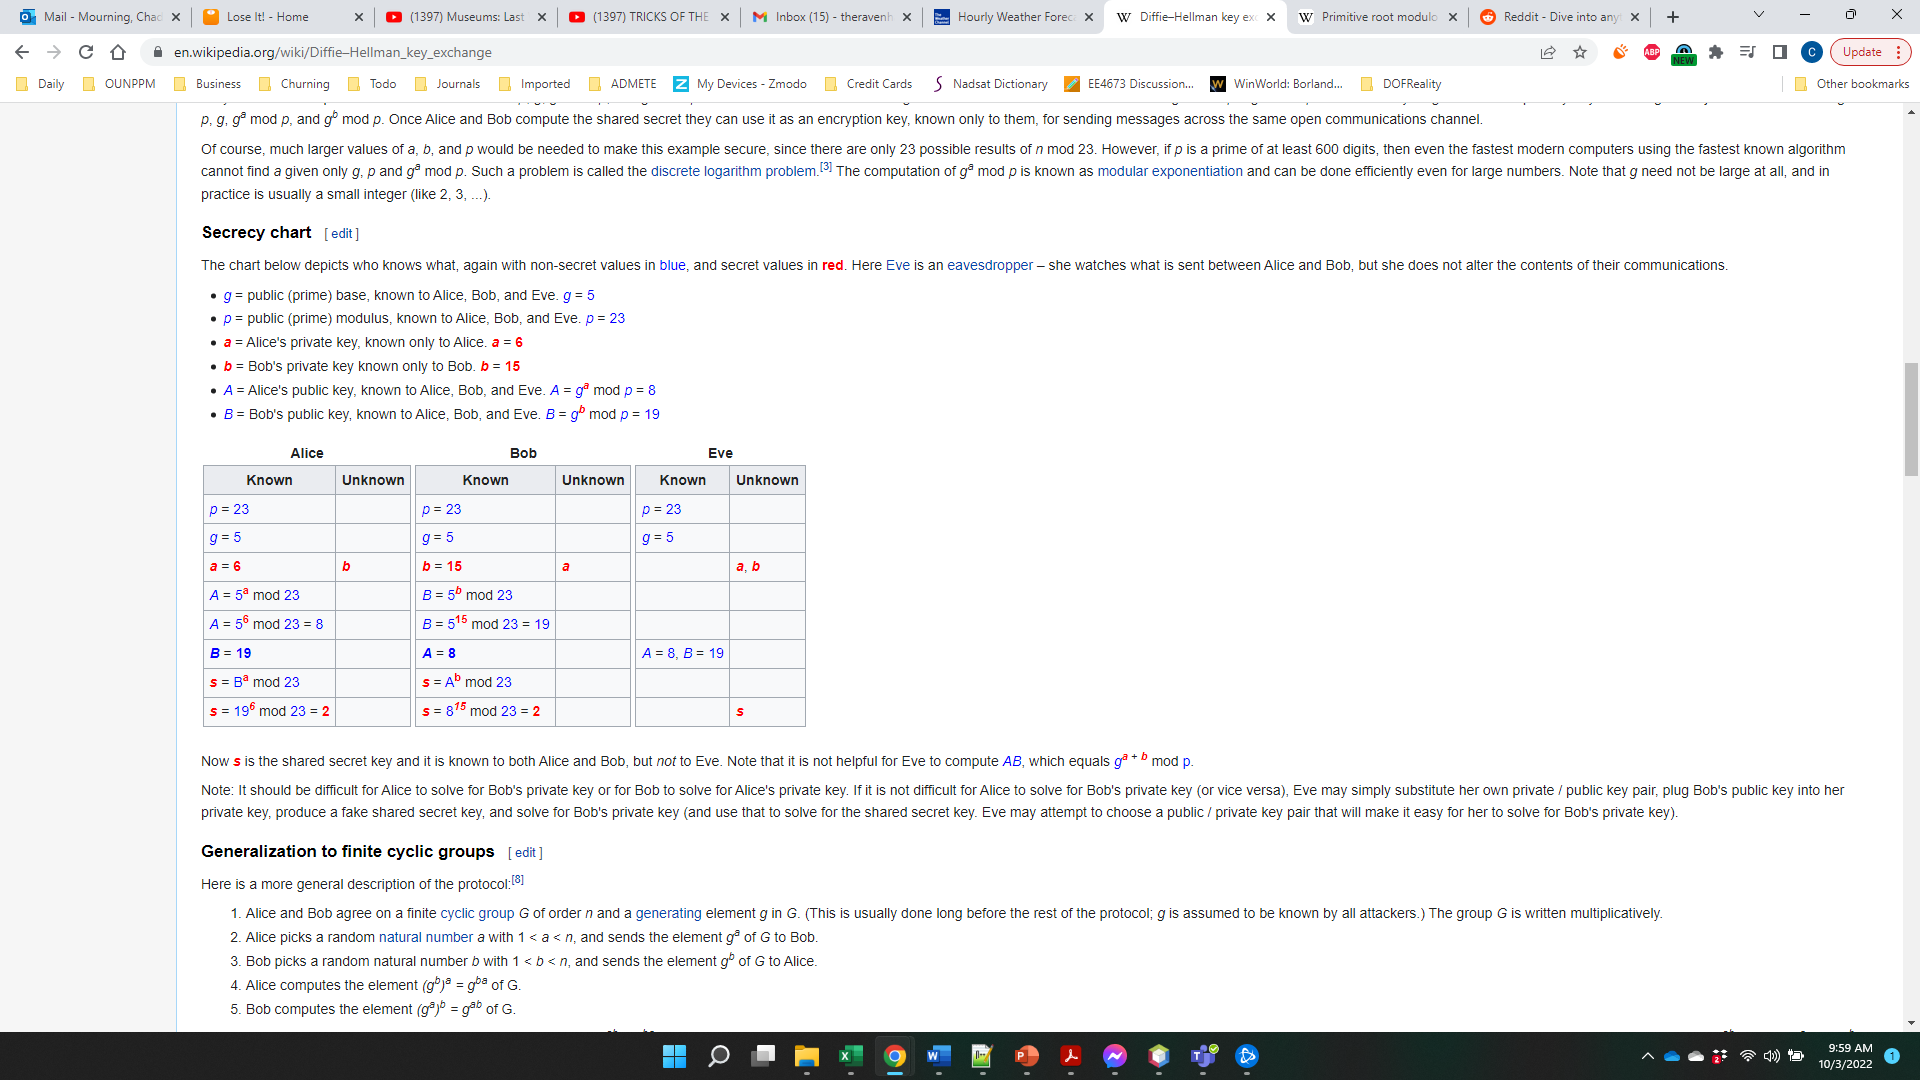 Mail - Mourning, Chad
Lose It! - Home
(1397) Museums: Last
(1397) TRICKS OF THE
Inbox (15) - theravenh
Hourly Weather Forec
Diffie–Hellman key ex
Primitive root modulo
Reddit - Dive into any
en.wikipedia.org/wiki/Diffie–Hellman_key_exchange
ABP
NEW
C
Update
Daily
OUNPPM
Business
Churning
Todo
Journals
Imported
ADMETE
My Devices - Zmodo
Credit Cards
Nadsat Dictionary
EE4673 Discussion...
WinWorld: Borland...
DOFReality
Other bookmarks
p, g, gᵃ mod p, and gᵇ mod p. Once Alice and Bob compute the shared secret they can use it as an encryption key, known only to them, for sending messages across the same open communications channel.
Of course, much larger values of a, b, and p would be needed to make this example secure, since there are only 23 possible results of n mod 23. However, if p is a prime of at least 600 digits, then even the fastest modern computers using the fastest known algorithm
cannot find a given only g, p and gᵃ mod p. Such a problem is called the discrete logarithm problem.[3] The computation of gᵃ mod p is known as modular exponentiation and can be done efficiently even for large numbers. Note that g need not be large at all, and in
practice is usually a small integer (like 2, 3, ...).
Secrecy chart [ edit ]
The chart below depicts who knows what, again with non-secret values in blue, and secret values in red. Here Eve is an eavesdropper – she watches what is sent between Alice and Bob, but she does not alter the contents of their communications.
• g = public (prime) base, known to Alice, Bob, and Eve. g = 5
• p = public (prime) modulus, known to Alice, Bob, and Eve. p = 23
• a = Alice's private key, known only to Alice. a = 6
• b = Bob's private key known only to Bob. b = 15
• A = Alice's public key, known to Alice, Bob, and Eve. A = gᵃ mod p = 8
• B = Bob's public key, known to Alice, Bob, and Eve. B = gᵇ mod p = 19
Alice Bob Eve
Known Unknown Known Unknown Known Unknown
p = 23 p = 23 p = 23
g = 5 g = 5 g = 5
a = 6 b b = 15 a a, b
A = 5ᵃ mod 23 B = 5ᵇ mod 23
A = 5⁶ mod 23 = 8 B = 5¹⁵ mod 23 = 19
B = 19 A = 8 A = 8, B = 19
s = Bᵃ mod 23 s = Aᵇ mod 23
s = 19⁶ mod 23 = 2 s = 8¹⁵ mod 23 = 2 s
Now s is the shared secret key and it is known to both Alice and Bob, but not to Eve. Note that it is not helpful for Eve to compute AB, which equals gᵃ ⁺ ᵇ mod p.
Note: It should be difficult for Alice to solve for Bob's private key or for Bob to solve for Alice's private key. If it is not difficult for Alice to solve for Bob's private key (or vice versa), Eve may simply substitute her own private / public key pair, plug Bob's public key into her
private key, produce a fake shared secret key, and solve for Bob's private key (and use that to solve for the shared secret key. Eve may attempt to choose a public / private key pair that will make it easy for her to solve for Bob's private key).
Generalization to finite cyclic groups [ edit ]
Here is a more general description of the protocol:[8]
1. Alice and Bob agree on a finite cyclic group G of order n and a generating element g in G. (This is usually done long before the rest of the protocol; g is assumed to be known by all attackers.) The group G is written multiplicatively.
2. Alice picks a random natural number a with 1 < a < n, and sends the element gᵃ of G to Bob.
3. Bob picks a random natural number b with 1 < b < n, and sends the element gᵇ of G to Alice.
4. Alice computes the element (gᵇ)ᵃ = gᵇᵃ of G.
5. Bob computes the element (gᵃ)ᵇ = gᵃᵇ of G.
9:59 AM
10/3/2022
1